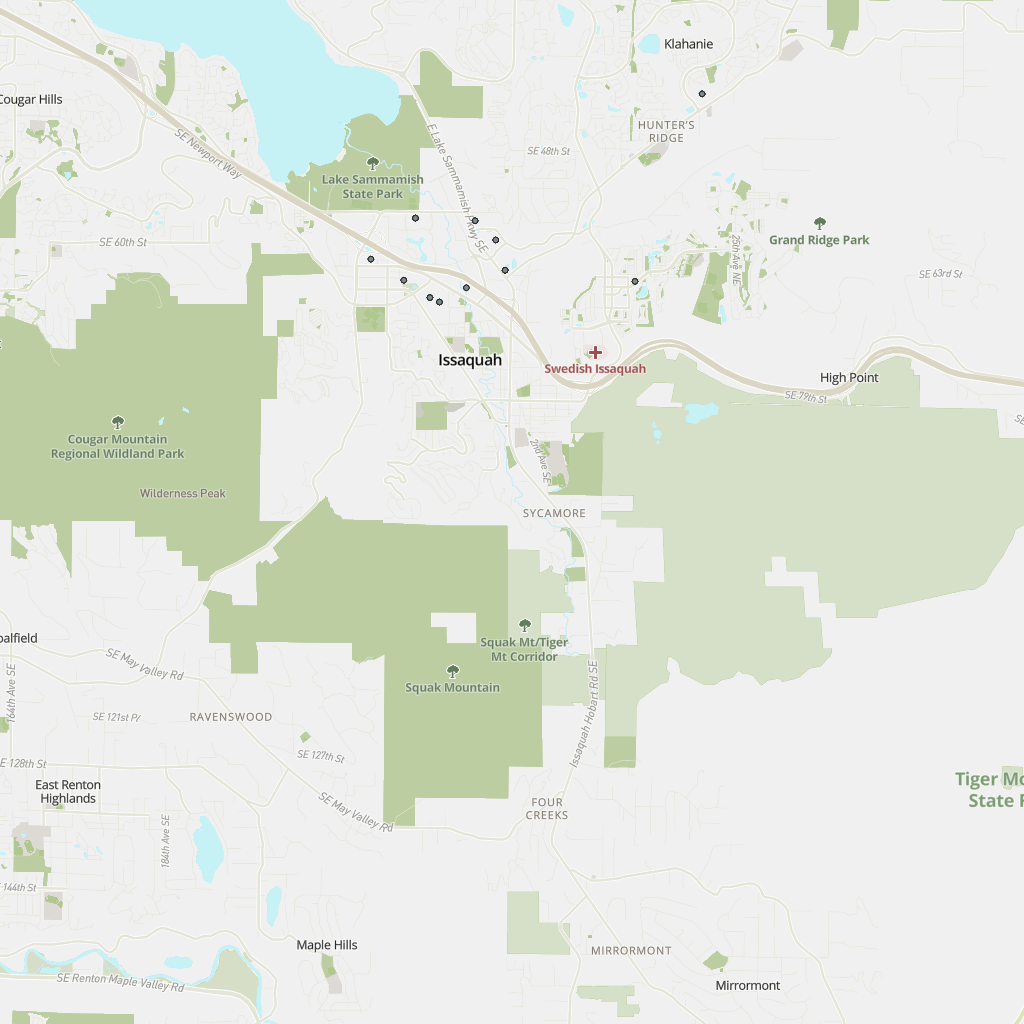 Klahanie
Cougar Hills
HUNTER'S
RIDGE
SE Newport Way
E Lake Sammamish Pkwy SE
SE 48th St
Lake Sammamish
State Park
SE 60th St
Grand Ridge Park
25th Ave NE
SE 63rd St
Issaquah
Swedish Issaquah
High Point
SE 79th St
SE
Cougar Mountain
Regional Wildland Park
2nd Ave SE
Wilderness Peak
SYCAMORE
oalfield
Squak Mt/Tiger
Mt Corridor
SE May Valley Rd
164th Ave SE
Squak Mountain
Issaquah Hobart Rd SE
SE 121st Pl
RAVENSWOOD
SE 127th St
SE 128th St
East Renton
Highlands
Tiger Mo
State F
SE May Valley Rd
FOUR
CREEKS
184th Ave SE
144th St
Maple Hills
MIRRORMONT
SE Renton Maple Valley Rd
Mirrormont